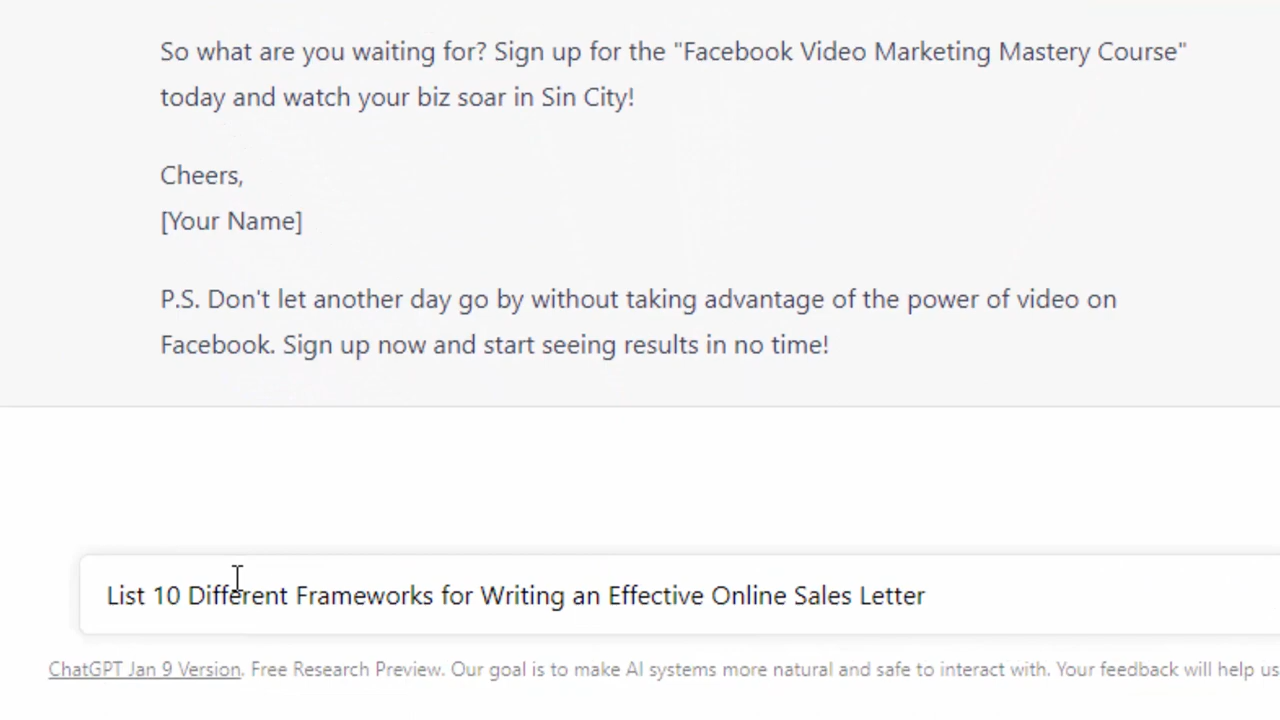 So what are you waiting for? Sign up for the "Facebook Video Marketing Mastery Course"
today and watch your biz soar in Sin City!
Cheers,
[Your Name]
P.S. Don't let another day go by without taking advantage of the power of video on
Facebook. Sign up now and start seeing results in no time!
List 10 Different Frameworks for Writing an Effective Online Sales Letter
ChatGPT Jan 9 Version. Free Research Preview. Our goal is to make AI systems more natural and safe to interact with. Your feedback will help us